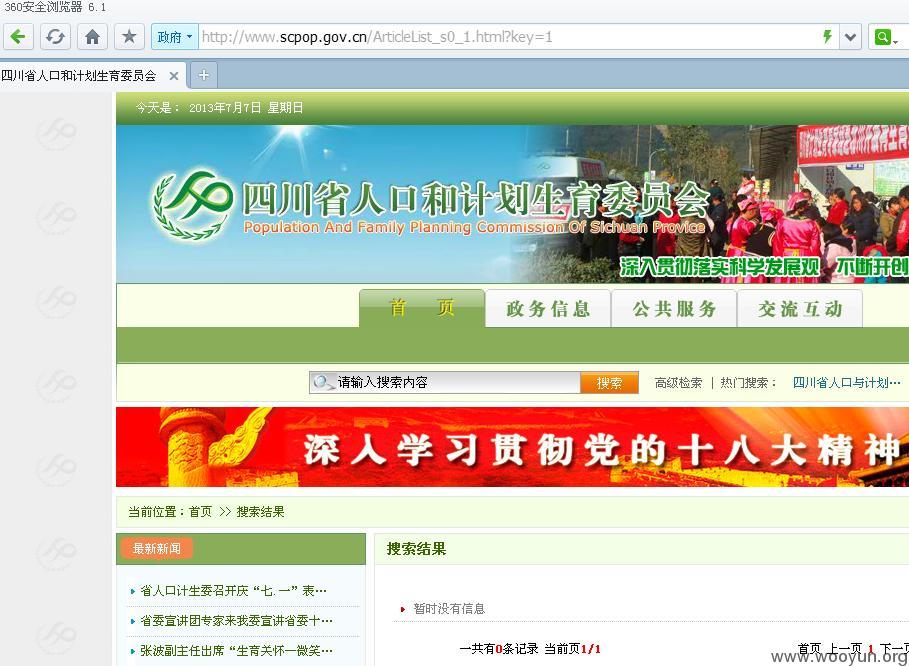 360安全浏览器 6.1
政府 http://www.scpop.gov.cn/ArticleList_s0_1.html?key=1
四川省人口和计划生育委员会
今天是： 2013年7月7日 星期日
四川省人口和计划生育委员会
Population And Family Planning Commission Of Sichuan Provice
深入贯彻落实科学发展观 不断开创
首 页 政务信息 公共服务 交流互动
请输入搜索内容 搜索 高级检索 | 热门搜索： 四川省人口与计划…
深入学习贯彻党的十八大精神
当前位置：首页 >> 搜索结果
最新新闻
搜索结果
省人口计生委召开庆“七.一”表…
省委宣讲团专家来我委宣讲省委十…
张波副主任出席“生育关怀—微笑…
暂时没有信息
一共有0条记录 当前页1/1 首页 上一页 1 下一页
www.wooyun.org